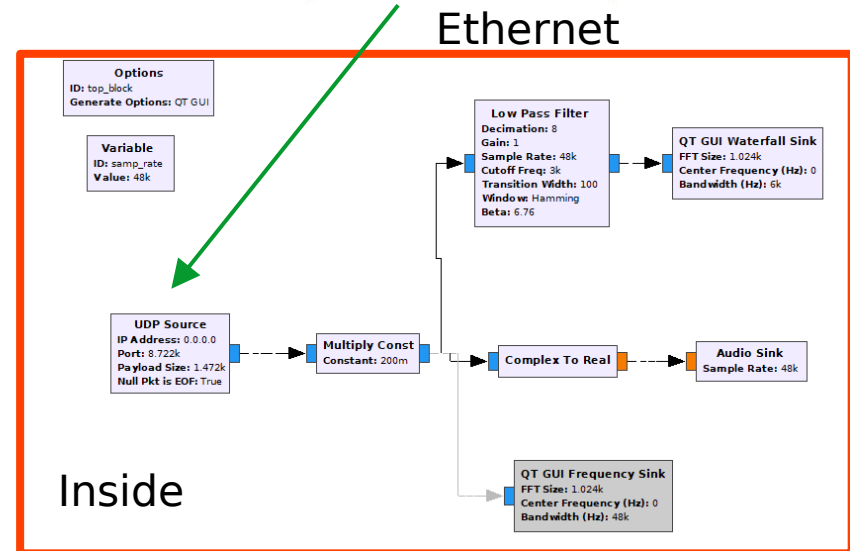 Ethernet
Options
ID: top_block
Generate Options: QT GUI
Variable
ID: samp_rate
Value: 48k
Low Pass Filter
Decimation: 8
Gain: 1
Sample Rate: 48k
Cutoff Freq: 3k
Transition Width: 100
Window: Hamming
Beta: 6.76
QT GUI Waterfall Sink
FFT Size: 1.024k
Center Frequency (Hz): 0
Bandwidth (Hz): 6k
UDP Source
IP Address: 0.0.0.0
Port: 8.722k
Payload Size: 1.472k
Null Pkt is EOF: True
Multiply Const
Constant: 200m
Complex To Real
Audio Sink
Sample Rate: 48k
QT GUI Frequency Sink
FFT Size: 1.024k
Center Frequency (Hz): 0
Bandwidth (Hz): 48k
Inside